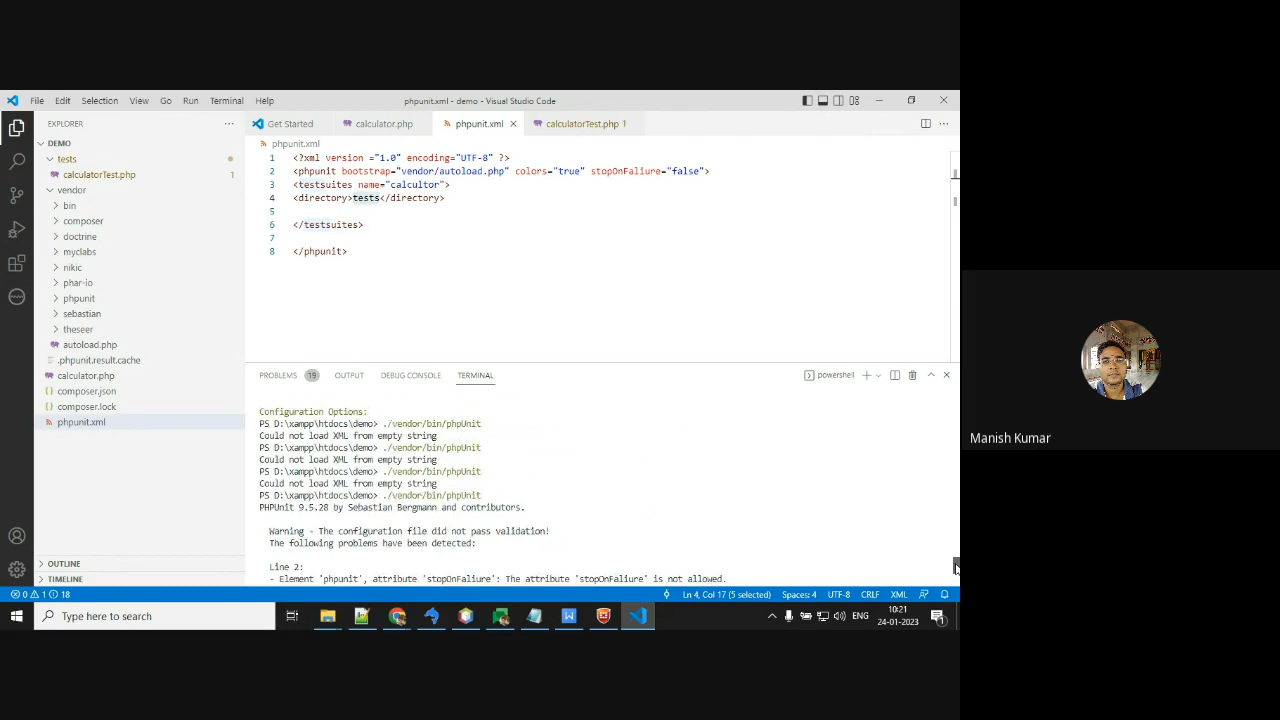 File Edit Selection View Go Run Terminal Help
phpunit.xml - demo - Visual Studio Code
EXPLORER
Get Started
calculator.php
phpunit.xml
calculatorTest.php 1
DEMO
tests
calculatorTest.php 1
vendor
bin
composer
doctrine
myclabs
nikic
phar-io
phpunit
sebastian
theseer
autoload.php
.phpunit.result.cache
calculator.php
composer.json
composer.lock
phpunit.xml
OUTLINE
TIMELINE
phpunit.xml
1 <?xml version ="1.0" encoding="UTF-8" ?>
2 <phpunit bootstrap="vendor/autoload.php" colors="true" stopOnFaliure="false">
3 <testsuites name="calcultor">
4 <directory>tests</directory>
5
6 </testsuites>
7
8 </phpunit>
PROBLEMS 19 OUTPUT DEBUG CONSOLE TERMINAL
powershell
Configuration Options:
PS D:\xampp\htdocs\demo> ./vendor/bin/phpUnit
Could not load XML from empty string
PS D:\xampp\htdocs\demo> ./vendor/bin/phpUnit
Could not load XML from empty string
PS D:\xampp\htdocs\demo> ./vendor/bin/phpUnit
Could not load XML from empty string
PS D:\xampp\htdocs\demo> ./vendor/bin/phpUnit
PHPUnit 9.5.28 by Sebastian Bergmann and contributors.
Warning - The configuration file did not pass validation!
The following problems have been detected:
Line 2:
- Element 'phpunit', attribute 'stopOnFaliure': The attribute 'stopOnFaliure' is not allowed.
0 1 18
Ln 4, Col 17 (5 selected) Spaces: 4 UTF-8 CRLF XML
Type here to search
ENG
10:21
24-01-2023
1
Manish Kumar